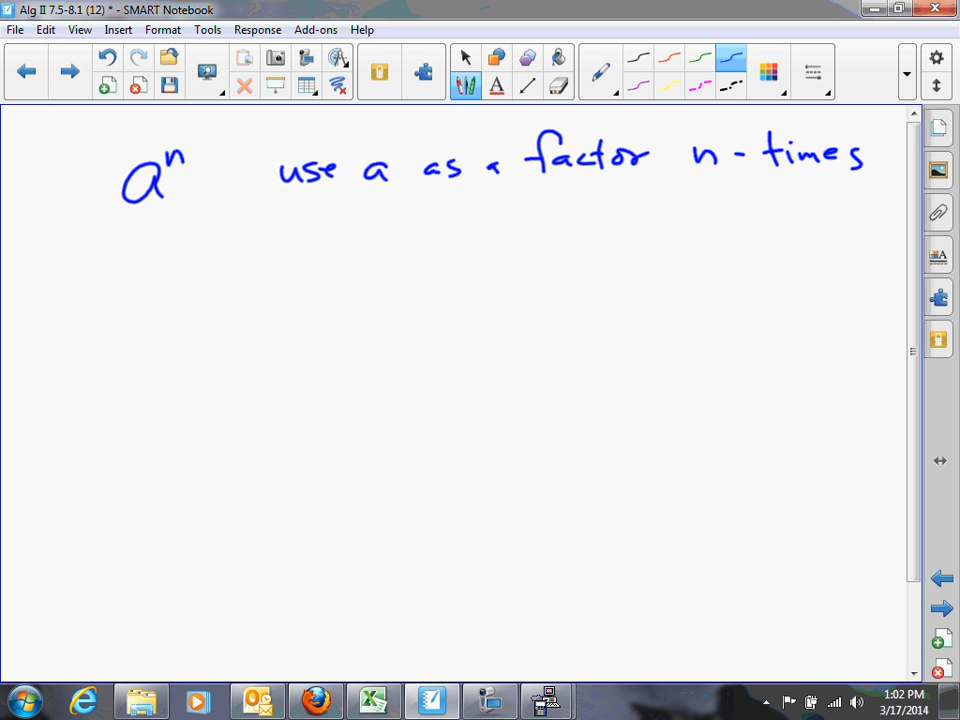 Alg II 7.5-8.1 (12) * - SMART Notebook
File Edit View Insert Format Tools Response Add-ons Help
aⁿ use a as a factor n - times
1:02 PM
3/17/2014